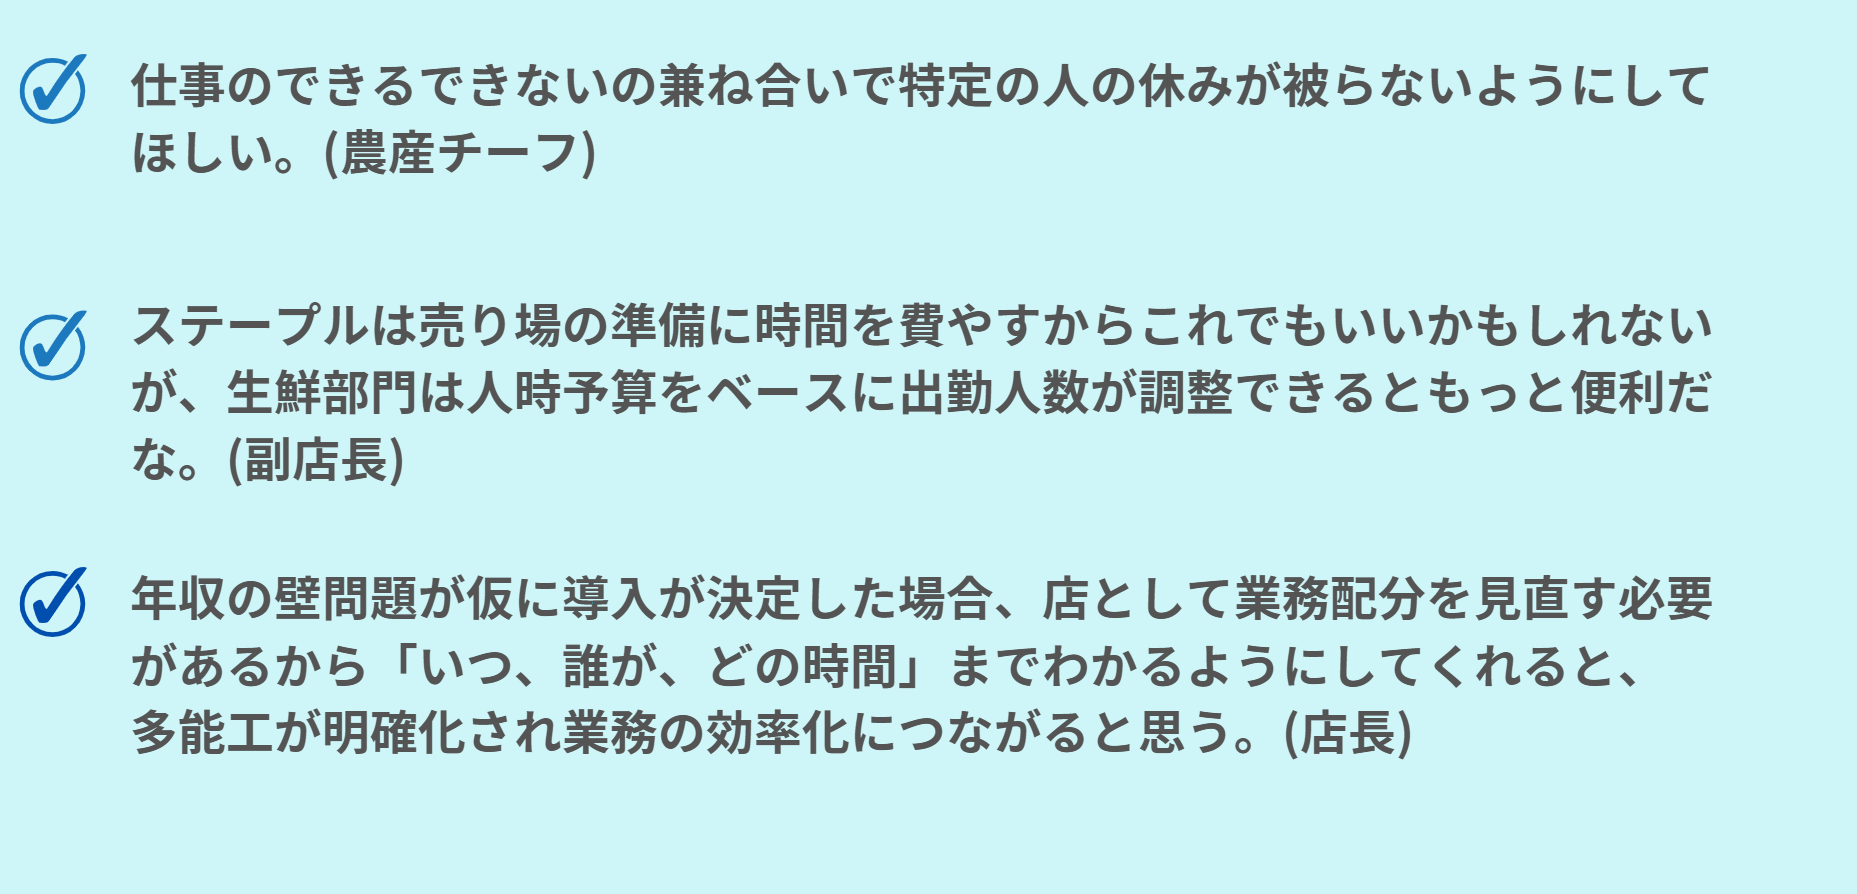 仕事のできるできないの兼ね合いで特定の人の休みが被らないようにして
ほしい。(農産チーフ)
ステープルは売り場の準備に時間を費やすからこれでもいいかもしれない
が、生鮮部門は人時予算をベースに出勤人数が調整できるともっと便利だ
な。(副店長)
年収の壁問題が仮に導入が決定した場合、店として業務配分を見直す必要
があるから「いつ、誰が、どの時間」までわかるようにしてくれると、
多能工が明確化され業務の効率化につながると思う。(店長)